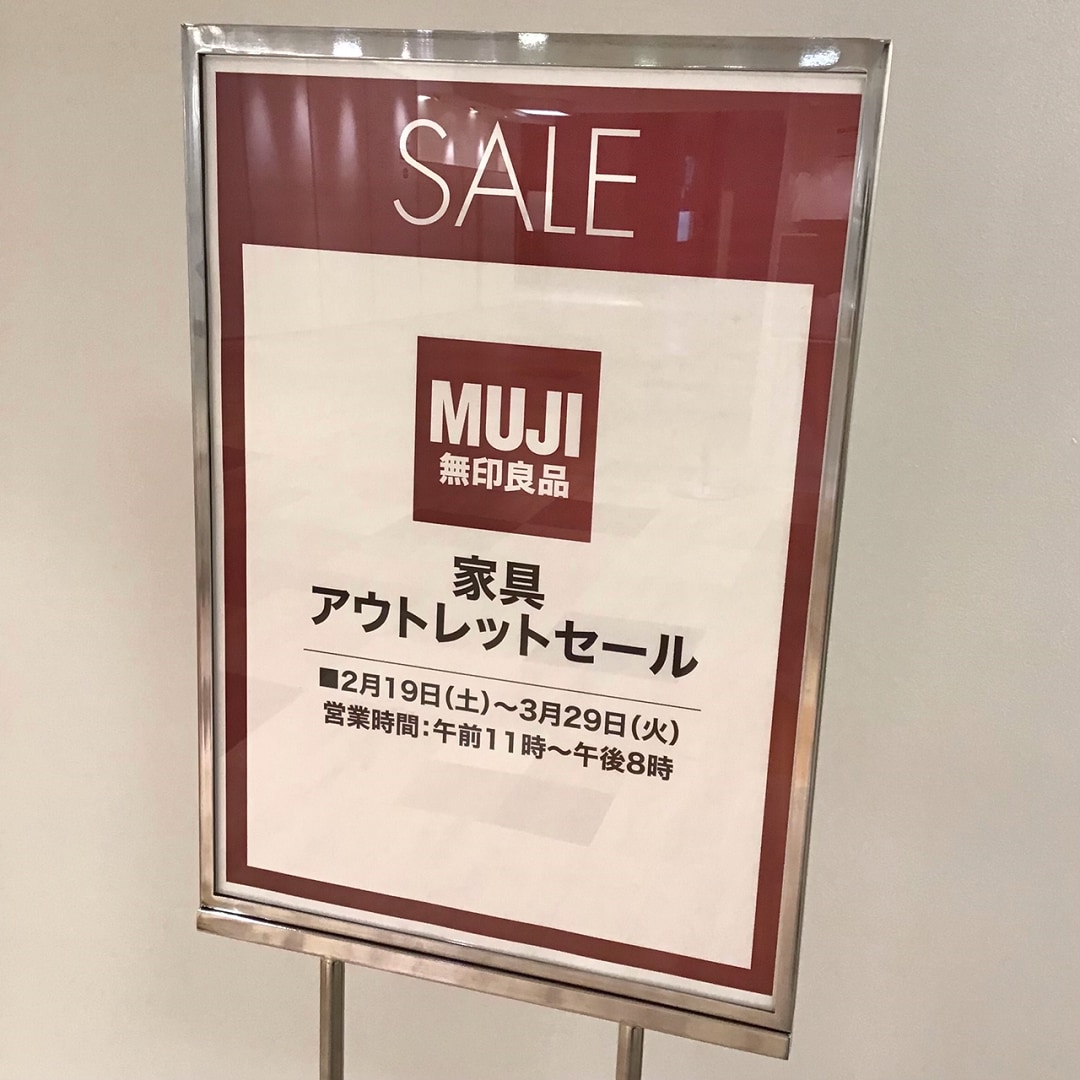 SALE
MUJI
無印良品
家具
アウトレットセール
■2月19日(土)～3月29日(火)
営業時間:午前11時～午後8時